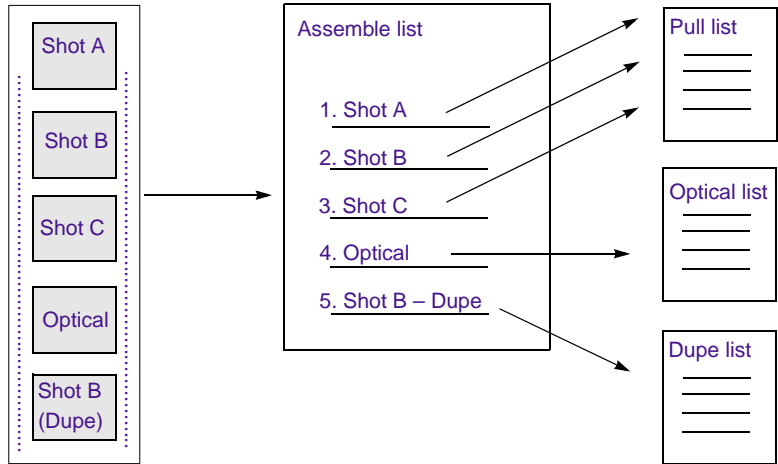 Shot A
Shot B
Shot C
Optical
Shot B
(Dupe)
Assemble list
1. Shot A
2. Shot B
3. Shot C
4. Optical
5. Shot B – Dupe
Pull list
Optical list
Dupe list